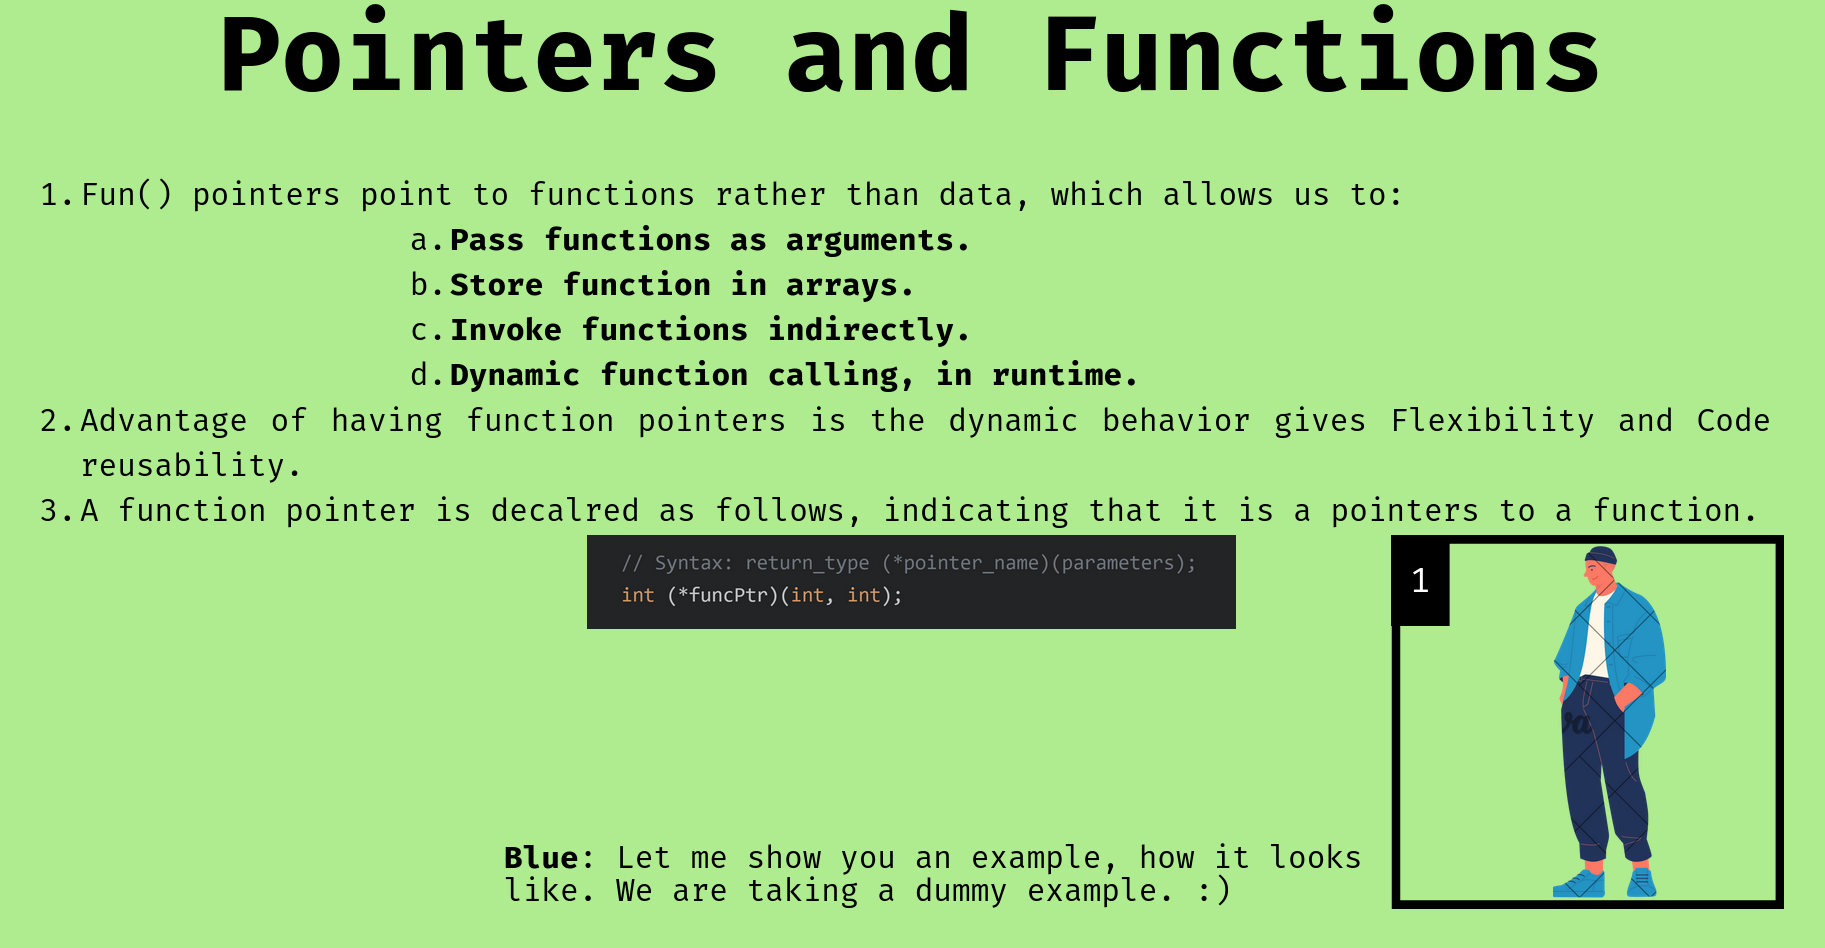 Pointers and Functions
1. Fun() pointers point to functions rather than data, which allows us to:
a. Pass functions as arguments.
b. Store function in arrays.
c. Invoke functions indirectly.
d. Dynamic function calling, in runtime.
2. Advantage of having function pointers is the dynamic behavior gives Flexibility and Code
reusability.
3. A function pointer is decalred as follows, indicating that it is a pointers to a function.
// Syntax: return_type (*pointer_name)(parameters);
int (*funcPtr)(int, int);
1
Blue: Let me show you an example, how it looks
like. We are taking a dummy example. :)